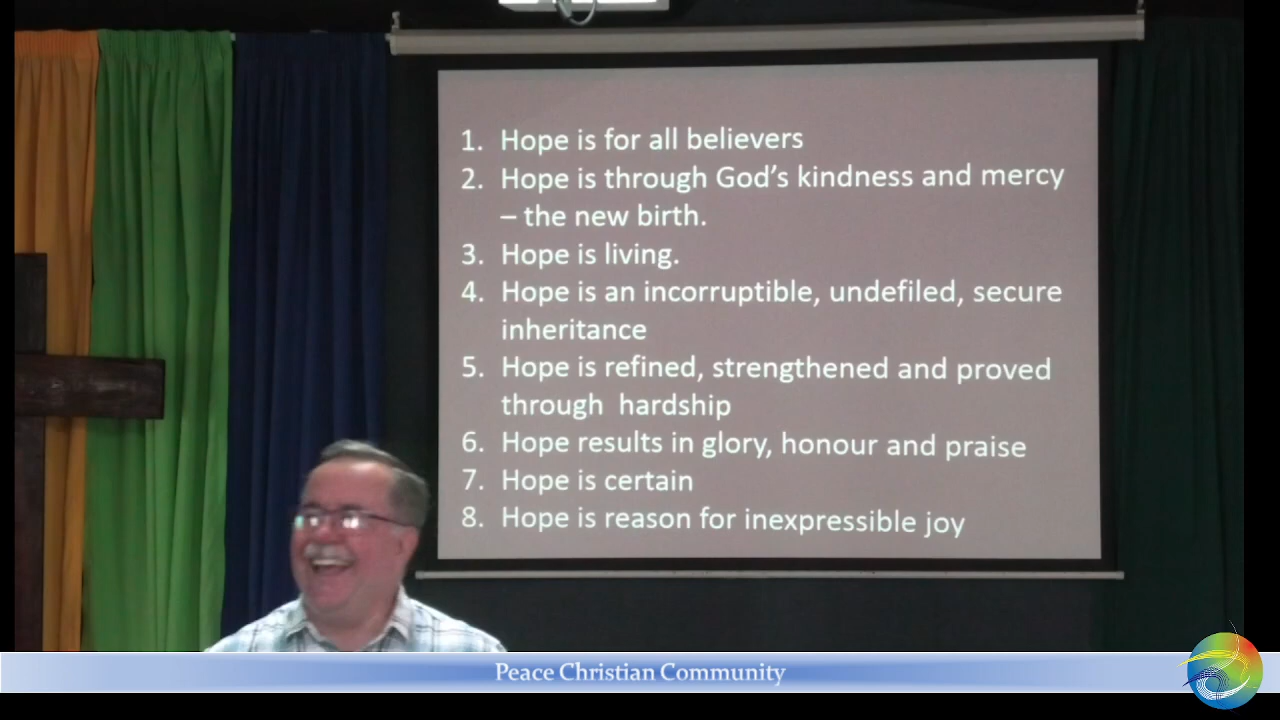 1. Hope is for all believers
2. Hope is through God's kindness and mercy
– the new birth.
3. Hope is living.
4. Hope is an incorruptible, undefiled, secure
inheritance
5. Hope is refined, strengthened and proved
through hardship
6. Hope results in glory, honour and praise
7. Hope is certain
8. Hope is reason for inexpressible joy
Peace Christian Community